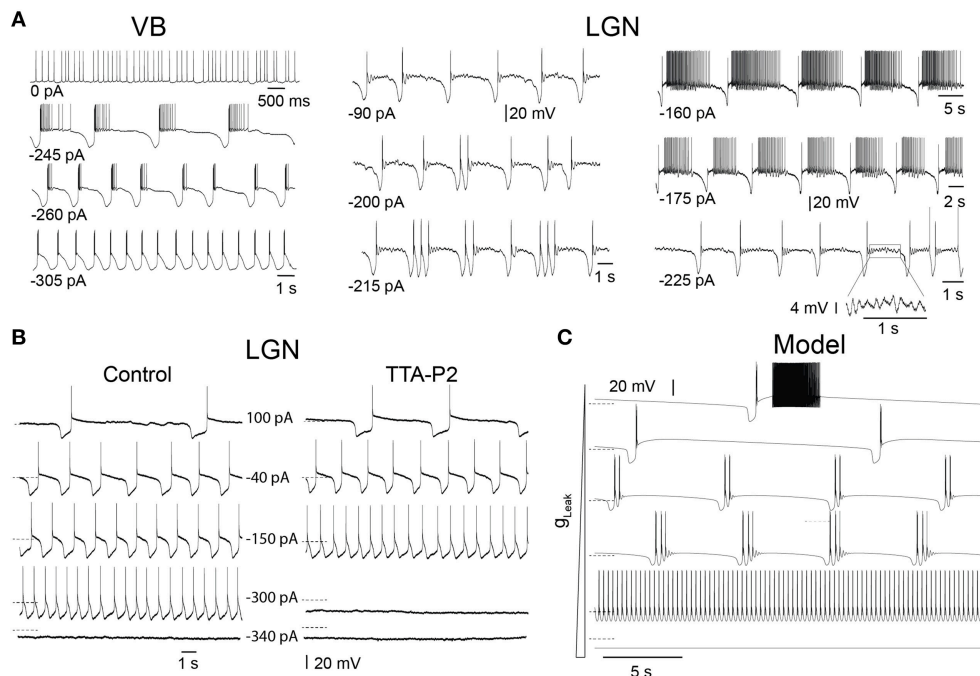 A
VB
LGN
0 pA
500 ms
-245 pA
-260 pA
-305 pA
1 s
-90 pA
20 mV
-200 pA
-215 pA
1 s
-160 pA
5 s
-175 pA
20 mV
2 s
-225 pA
1 s
4 mV
1 s
B
LGN
Control
TTA-P2
100 pA
-40 pA
-150 pA
-300 pA
-340 pA
1 s
20 mV
C
Model
20 mV
gLeak
5 s